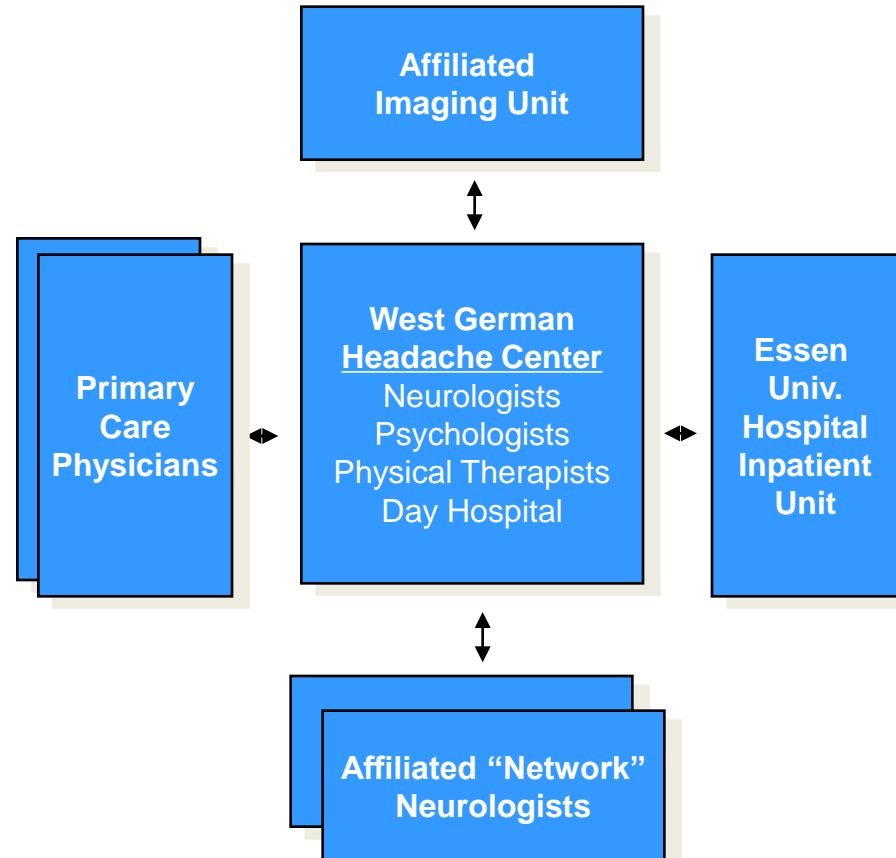 Affiliated
Imaging Unit
Primary
Care
Physicians
West German
Headache Center
Neurologists
Psychologists
Physical Therapists
Day Hospital
Essen
Univ.
Hospital
Inpatient
Unit
Affiliated “Network”
Neurologists